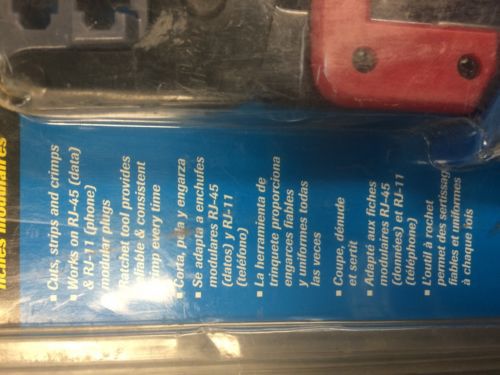 fiches modulaires
• Cuts, strips and crimps
• Works on RJ-45 (data)
& RJ-11 (phone)
modular plugs
Ratchet tool provides
reliable & consistent
crimp every time
• Corta, pela y engarza
• Se adapta a enchufes
modulares RJ-45
(datos) y RJ-11
(teléfono)
• La herramienta de
trinquete proporciona
engarces fiables
y uniformes todas
las veces
• Coupe, dénude
et sertit
• Adapté aux fiches
modulaires RJ-45
(données) et RJ-11
(téléphone)
• L'outil à rochet
permet des sertissages
fiables et uniformes
à chaque fois